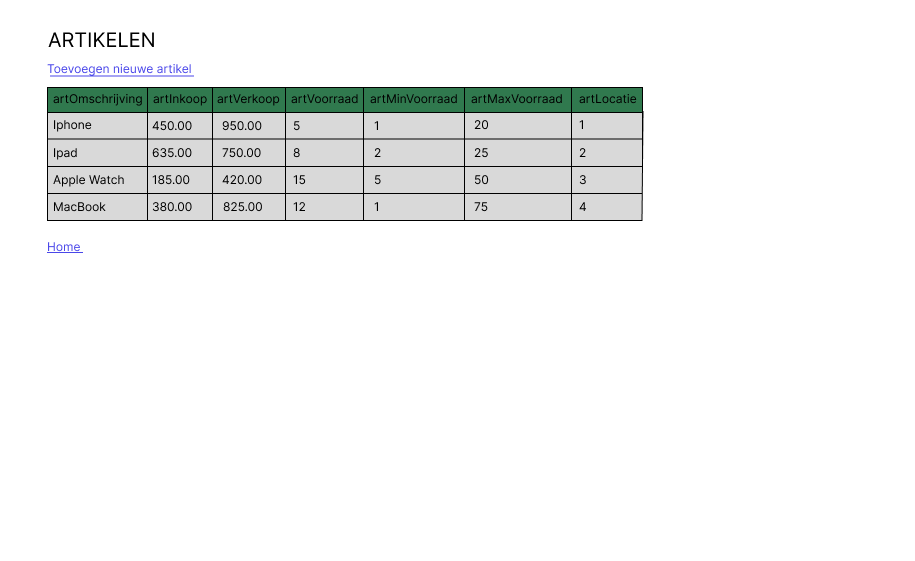 ARTIKELEN
Toevoegen nieuwe artikel
artOmschrijving artInkoop artVerkoop artVoorraad artMinVoorraad artMaxVoorraad artLocatie
Iphone 450.00 950.00 5 1 20 1
Ipad 635.00 750.00 8 2 25 2
Apple Watch 185.00 420.00 15 5 50 3
MacBook 380.00 825.00 12 1 75 4
Home